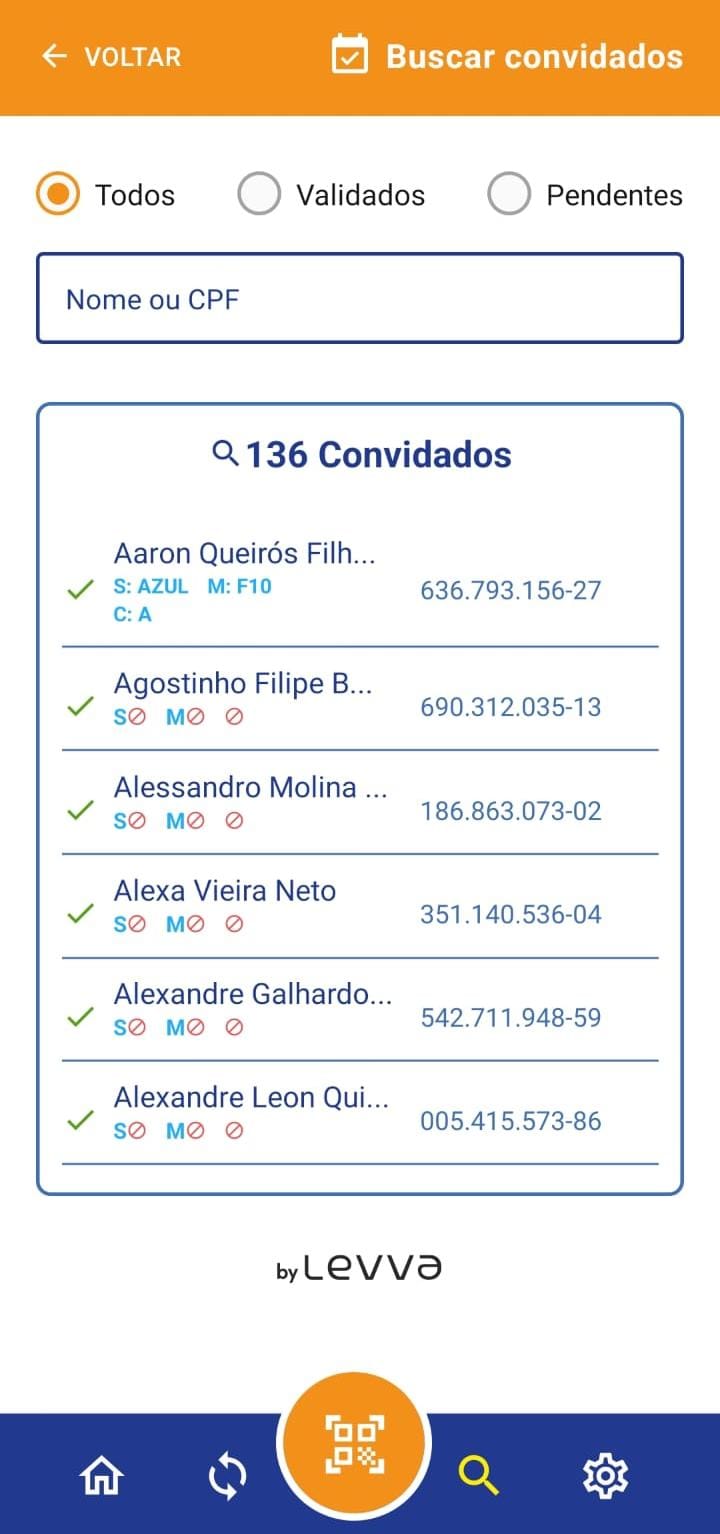 VOLTAR Buscar convidados
Todos Validados Pendentes
Nome ou CPF
136 Convidados
Aaron Queirós Filh...
S: AZUL M: F10
C: A
636.793.156-27
Agostinho Filipe B...
S M
690.312.035-13
Alessandro Molina ...
S M
186.863.073-02
Alexa Vieira Neto
S M
351.140.536-04
Alexandre Galhardo...
S M
542.711.948-59
Alexandre Leon Qui...
S M
005.415.573-86
by Levva